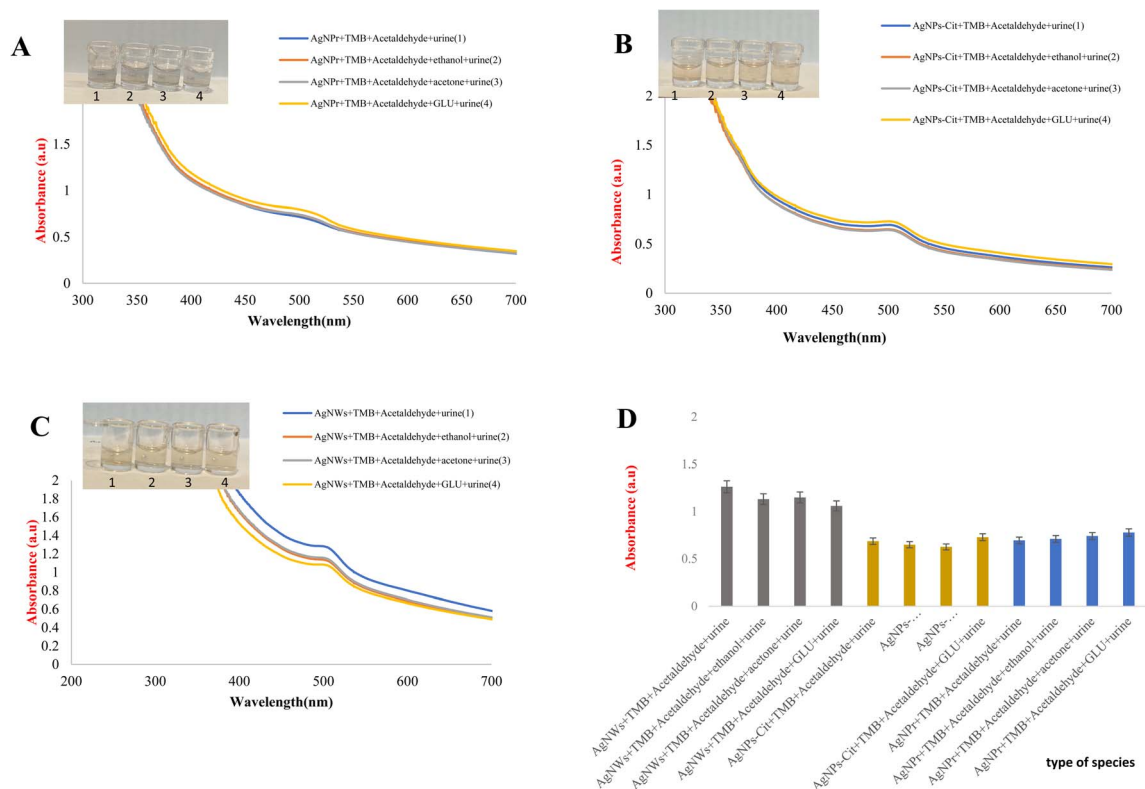 A
AgNPr+TMB+Acetaldehyde+urine(1)
AgNPr+TMB+Acetaldehyde+ethanol+urine(2)
AgNPr+TMB+Acetaldehyde+acetone+urine(3)
AgNPr+TMB+Acetaldehyde+GLU+urine(4)
1 2 3 4
Absorbance (a.u)
1.5
1
0.5
0
300 350 400 450 500 550 600 650 700
Wavelength(nm)
B
AgNPs-Cit+TMB+Acetaldehyde+urine(1)
AgNPs-Cit+TMB+Acetaldehyde+ethanol+urine(2)
AgNPs-Cit+TMB+Acetaldehyde+acetone+urine(3)
AgNPs-Cit+TMB+Acetaldehyde+GLU+urine(4)
1 2 3 4
Absorbance (a.u)
2
1.5
1
0.5
0
300 350 400 450 500 550 600 650 700
Wavelength(nm)
C
AgNWs+TMB+Acetaldehyde+urine(1)
AgNWs+TMB+Acetaldehyde+ethanol+urine(2)
AgNWs+TMB+Acetaldehyde+acetone+urine(3)
AgNWs+TMB+Acetaldehyde+GLU+urine(4)
1 2 3 4
Absorbance (a.u)
2
1.8
1.6
1.4
1.2
1
0.8
0.6
0.4
0.2
0
200 300 400 500 600 700
Wavelength(nm)
D
Absorbance (a.u)
2
1.5
1
0.5
0
AgNWs+TMB+Acetaldehyde+urine
AgNWs+TMB+Acetaldehyde+ethanol+urine
AgNWs+TMB+Acetaldehyde+acetone+urine
AgNWs+TMB+Acetaldehyde+GLU+urine
AgNPs-Cit+TMB+Acetaldehyde+urine
AgNPs-…
AgNPs-…
AgNPs-Cit+TMB+Acetaldehyde+GLU+urine
AgNPr+TMB+Acetaldehyde+urine
AgNPr+TMB+Acetaldehyde+ethanol+urine
AgNPr+TMB+Acetaldehyde+acetone+urine
AgNPr+TMB+Acetaldehyde+GLU+urine
type of species